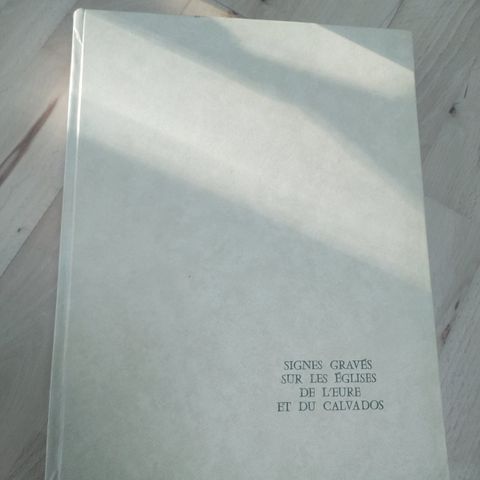 SIGNES GRAVÉS
SUR LES ÉGLISES
DE L'EURE
ET DU CALVADOS